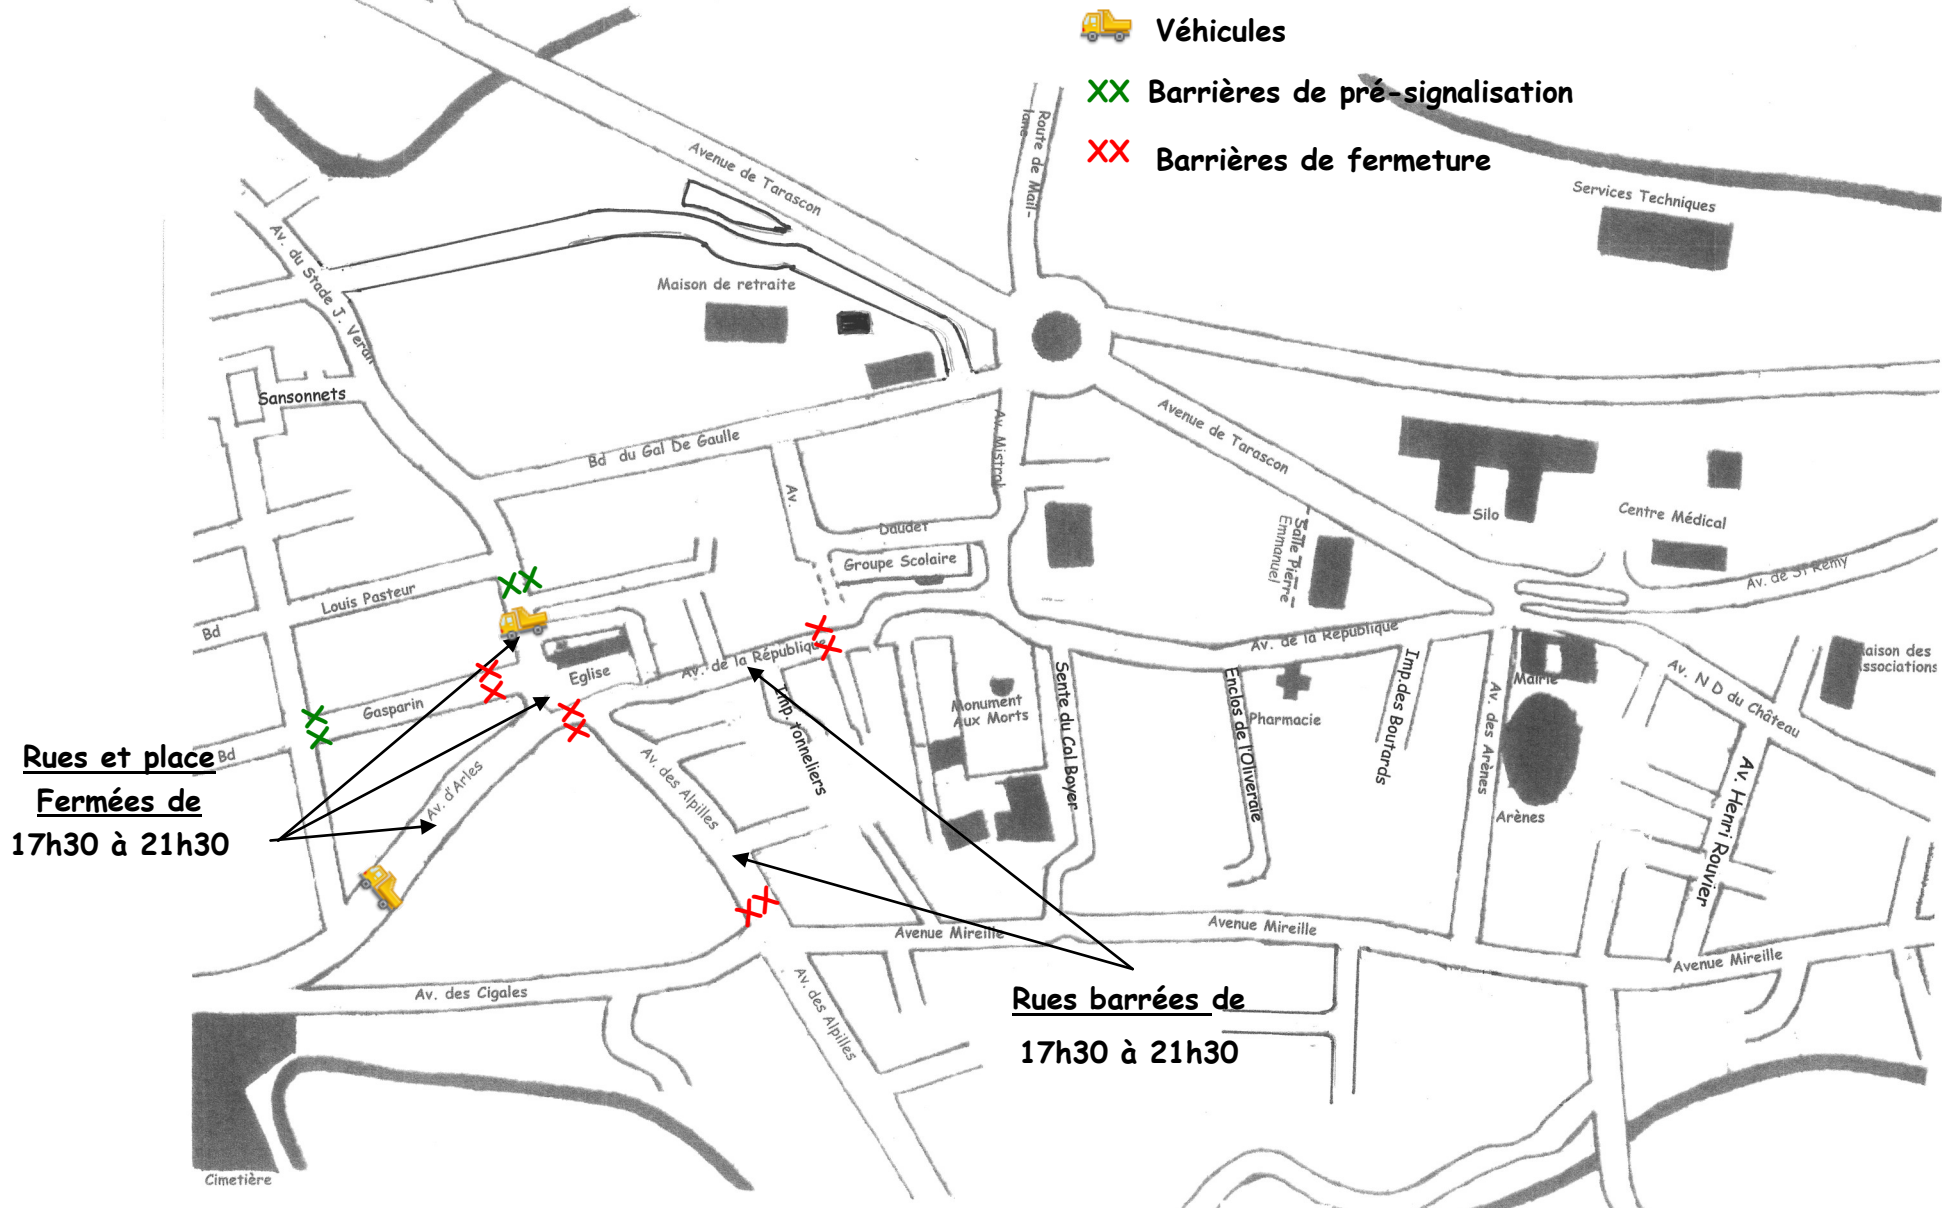 Véhicules
XX Barrières de pré-signalisation
XX Barrières de fermeture
Route de Mail-
lane
Avenue de Tarascon
Services Techniques
Av. du Stade J. Veran
Maison de retraite
Sansonnets
Avenue de Tarascon
Av. Mistral
Bd du Gal De Gaulle
Av.
Daudet
Silo
Centre Médical
Salle Pierre
Emmanuel
Groupe Scolaire
Av. de St Rémy
Louis Pasteur
Bd
Av. de la République
Av. de la République
Mairie
Maison des
Associations
Eglise
Av. N D du Château
Gasparin
Bd
Imp. tonneliers
Monument
Aux Morts
Sente du Cal Boyer
Enclos de l'Oliveraie
Pharmacie
Imp.des Boutards
Av. des Arènes
Arènes
Av. Henri Rouvier
Rues et place
Fermées de
17h30 à 21h30
Av. d'Arles
Av. des Alpilles
Avenue Mireille
Avenue Mireille
Avenue Mireille
Av. des Cigales
Av. des Alpilles
Rues barrées de
17h30 à 21h30
Cimetière